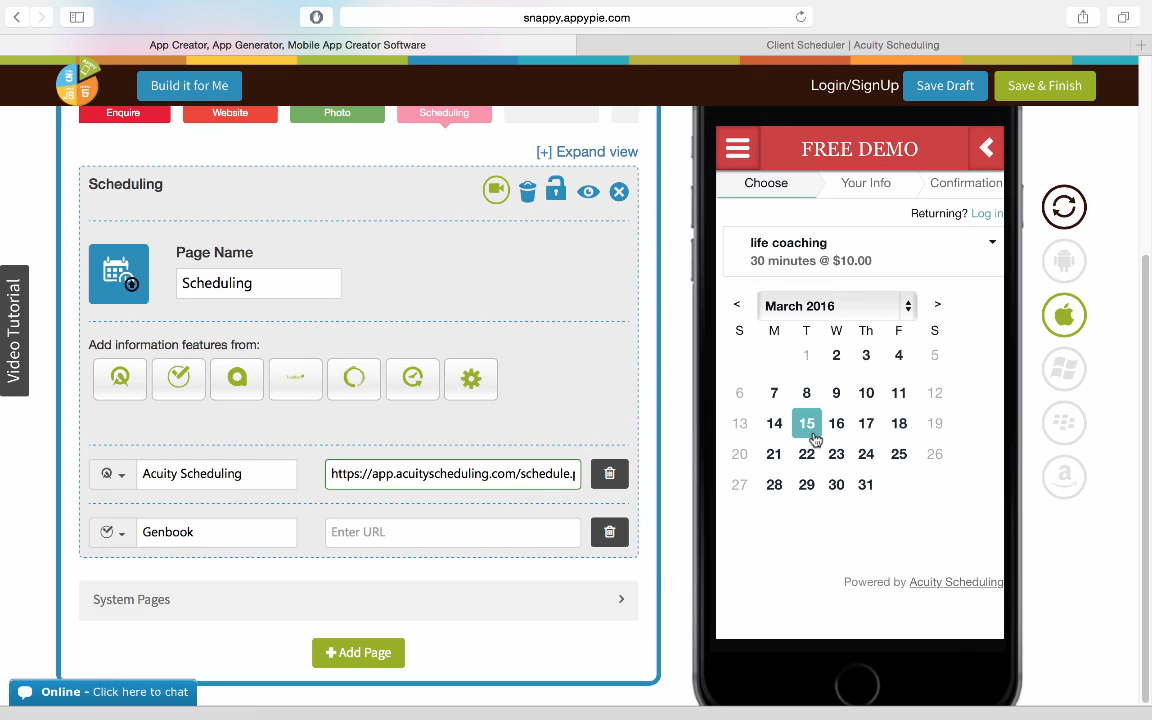 snappy.appypie.com
App Creator, App Generator, Mobile App Creator Software
Client Scheduler | Acuity Scheduling
Build it for Me
Login/SignUp
Save Draft
Save & Finish
Enquire
Website
Photo
Scheduling
[+] Expand view
Scheduling
Page Name
Scheduling
Add information features from:
Acuity Scheduling
https://app.acuityscheduling.com/schedule.p
Genbook
Enter URL
System Pages
+ Add Page
Online - Click here to chat
Video Tutorial
FREE DEMO
Choose
Your Info
Confirmation
Returning? Log in
life coaching
30 minutes @ $10.00
< March 2016 >
S M T W Th F S
1 2 3 4 5
6 7 8 9 10 11 12
13 14 15 16 17 18 19
20 21 22 23 24 25 26
27 28 29 30 31
Powered by Acuity Scheduling